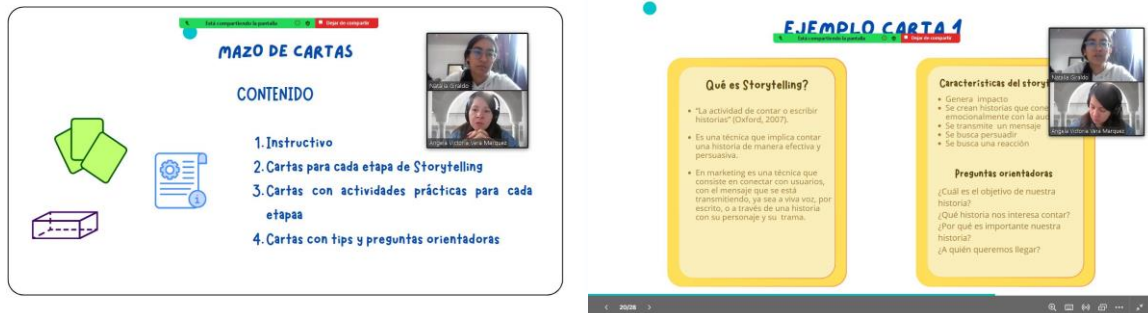 Está compartiendo la pantalla
Dejar de compartir
MAZO DE CARTAS
CONTENIDO
1. Instructivo
2. Cartas para cada etapa de Storytelling
3. Cartas con actividades prácticas para cada
etapaa
4. Cartas con tips y preguntas orientadoras
Natalia Giraldo
Angela Victoria Vera Marquez
EJEMPLO CARTA 1
Está compartiendo la pantalla
Dejar de compartir
Qué es Storytelling?
• "La actividad de contar o escribir
historias" (Oxford, 2007).
• Es una técnica que implica contar
una historia de manera efectiva y
persuasiva.
• En marketing es una técnica que
consiste en conectar con usuarios,
con el mensaje que se está
transmitiendo, ya sea a viva voz, por
escrito, o a través de una historia
con su personaje y su trama.
Características del story
• Genera impacto
• Se crean historias que cone
emocionalmente con la aud
• Se transmite un mensaje
• Se busca persuadir
• Se busca una reacción
Preguntas orientadoras
¿Cuál es el objetivo de nuestra
historia?
¿Qué historia nos interesa contar?
¿Por qué es importante nuestra
historia?
¿A quién queremos llegar?
Natalia Giraldo
Angela Victoria Vera Marquez
20/28